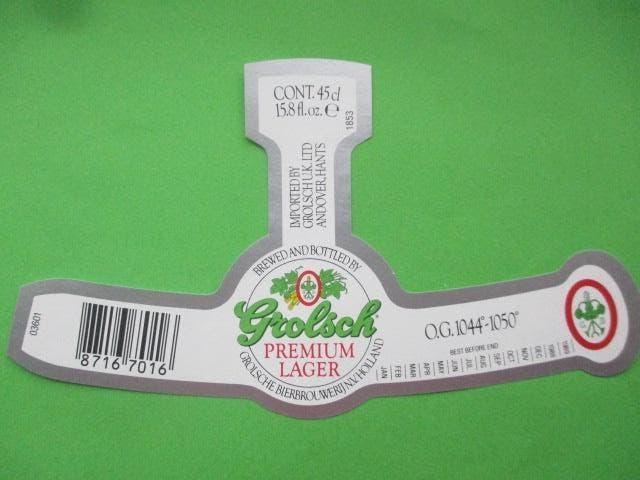 CONT. 45 cl
15.8 fl. oz. ℮
1853
IMPORTED BY
GROLSCH U.K. LTD
ANDOVER, HANTS
BREWED AND BOTTLED BY
Grolsch
PREMIUM
LAGER
GROLSCHE BIERBROUWERIJ N.V. HOLLAND
03601
8716 7016
O.G. 1044°-1050°
BEST BEFORE END
JAN
FEB
MAR
APR
MAY
JUN
JUL
AUG
SEP
OCT
NOV
DEC
1988
1989